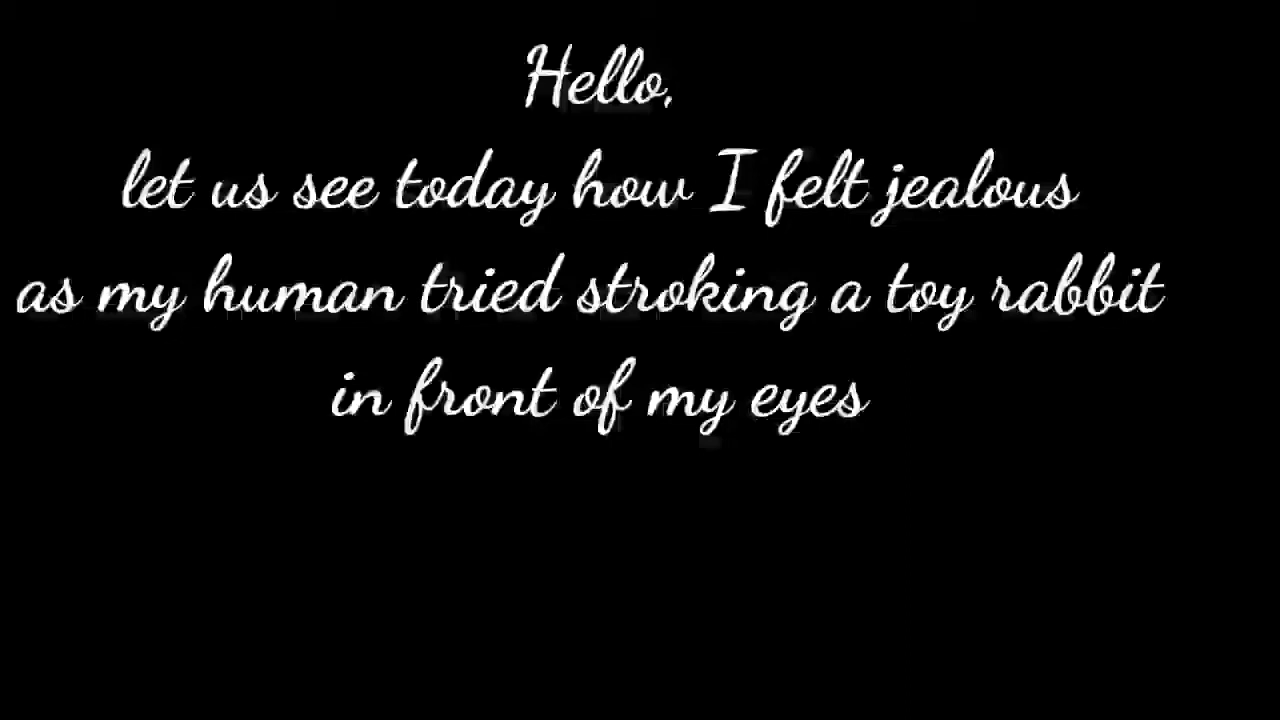 Hello,
let us see today how I felt jealous
as my human tried stroking a toy rabbit
in front of my eyes